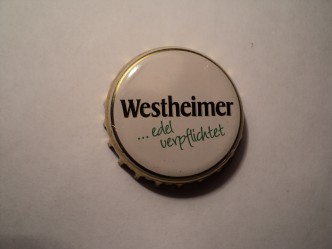 Westheimer
...edel
verpflichtet